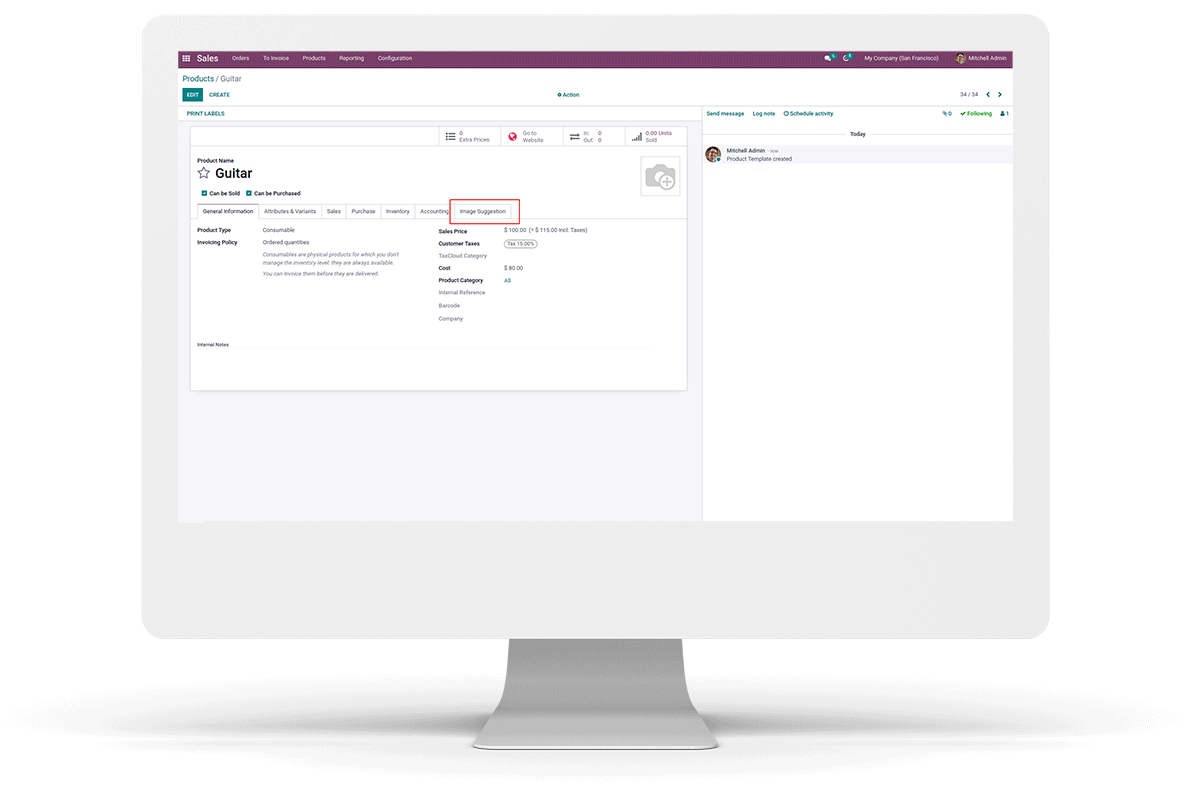 Sales Orders To Invoice Products Reporting Configuration My Company (San Francisco) Mitchell Admin
Products / Guitar
EDIT CREATE Action 34 / 34
PRINT LABELS
Send message Log note Schedule activity 0 Following 1
0
Extra Prices
Go to
Website
In: 0
Out: 0
0.00 Units
Sold
Today
Mitchell Admin - now
Product Template created
Product Name
Guitar
Can be Sold Can be Purchased
General Information Attributes & Variants Sales Purchase Inventory Accounting Image Suggestion
Product Type Consumable
Invoicing Policy Ordered quantities
Consumables are physical products for which you don't
manage the inventory level: they are always available.
You can invoice them before they are delivered.
Sales Price $ 100.00 (= $ 115.00 Incl. Taxes)
Customer Taxes Tax 15.00%
TaxCloud Category
Cost $ 80.00
Product Category All
Internal Reference
Barcode
Company
Internal Notes